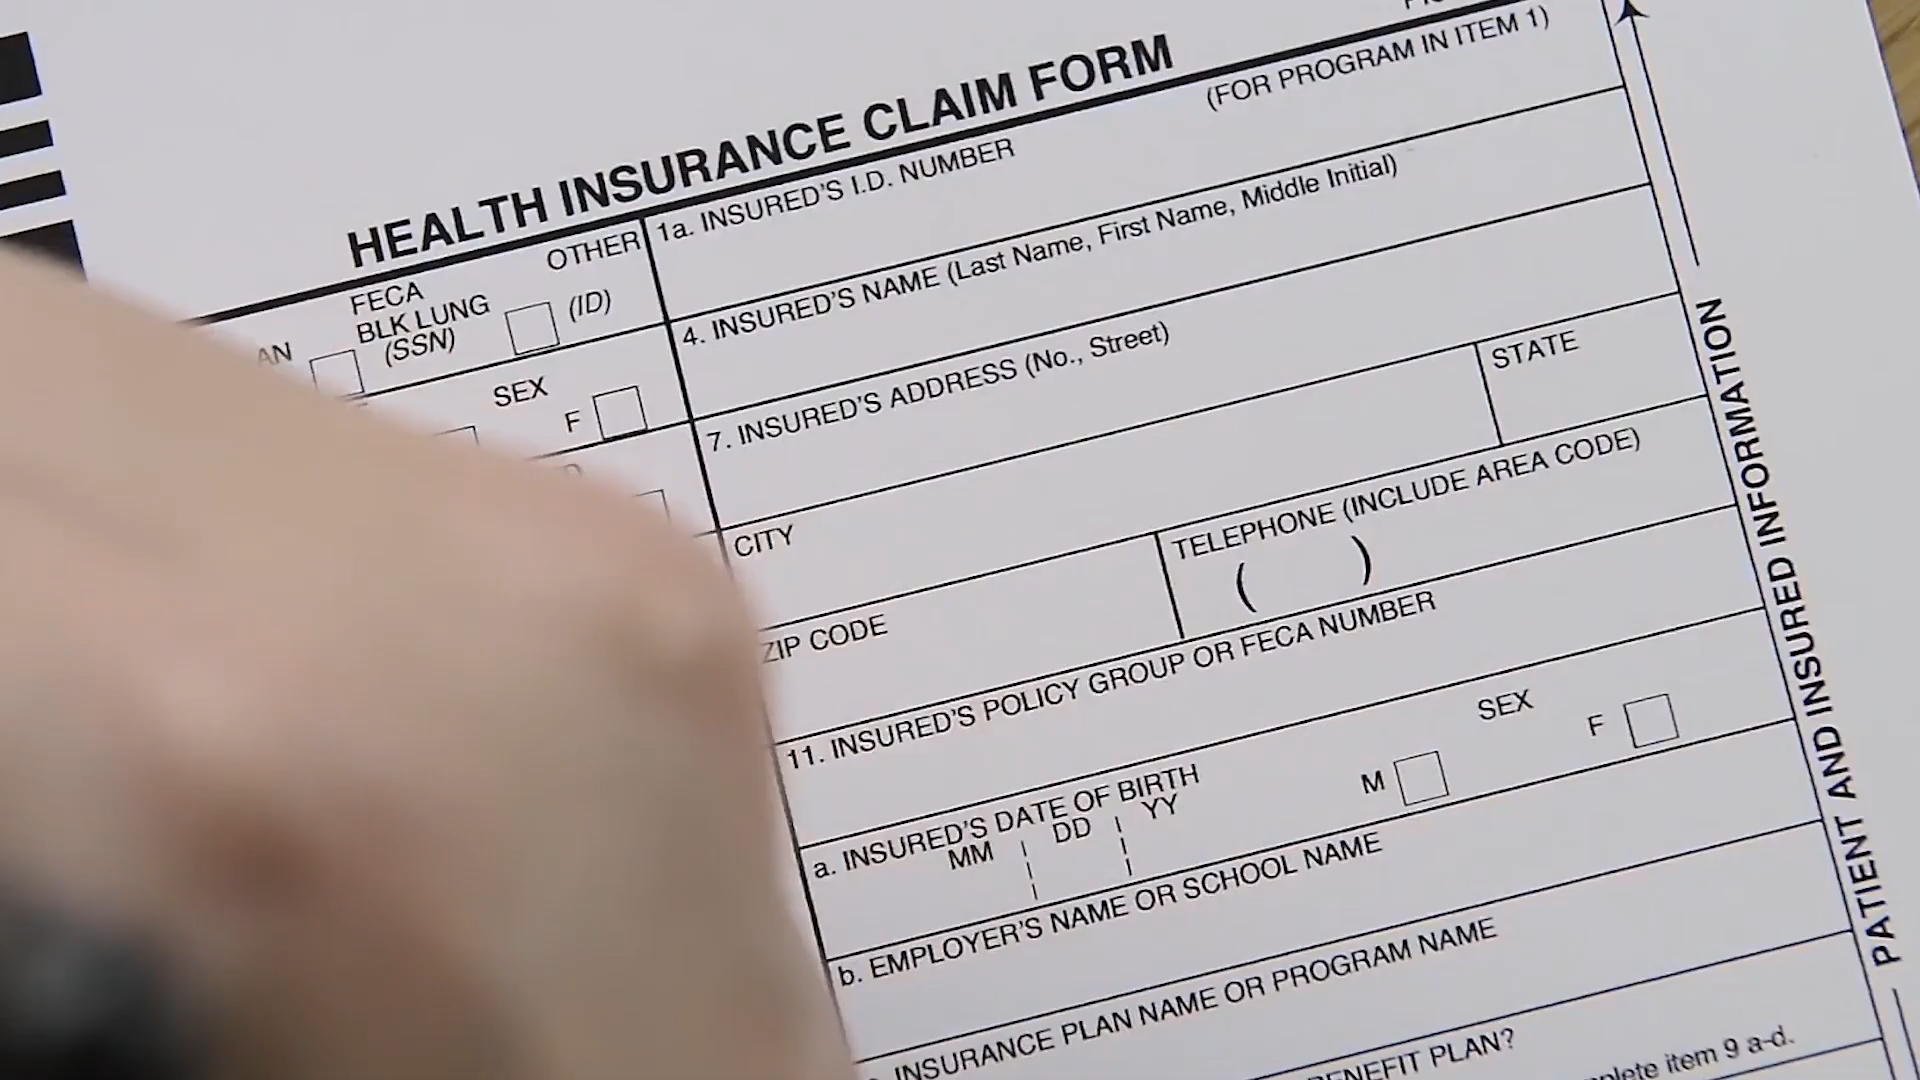 HEALTH INSURANCE CLAIM FORM
OTHER
1a. INSURED'S I.D. NUMBER
(FOR PROGRAM IN ITEM 1)
FECA
BLK LUNG
(SSN)
(ID)
4. INSURED'S NAME (Last Name, First Name, Middle Initial)
SEX
F
7. INSURED'S ADDRESS (No., Street)
CITY
STATE
ZIP CODE
TELEPHONE (INCLUDE AREA CODE)
( )
11. INSURED'S POLICY GROUP OR FECA NUMBER
a. INSURED'S DATE OF BIRTH
MM DD YY
SEX
M F
b. EMPLOYER'S NAME OR SCHOOL NAME
INSURANCE PLAN NAME OR PROGRAM NAME
PLAN?
item 9 a-d.
PATIENT AND INSURED INFORMATION